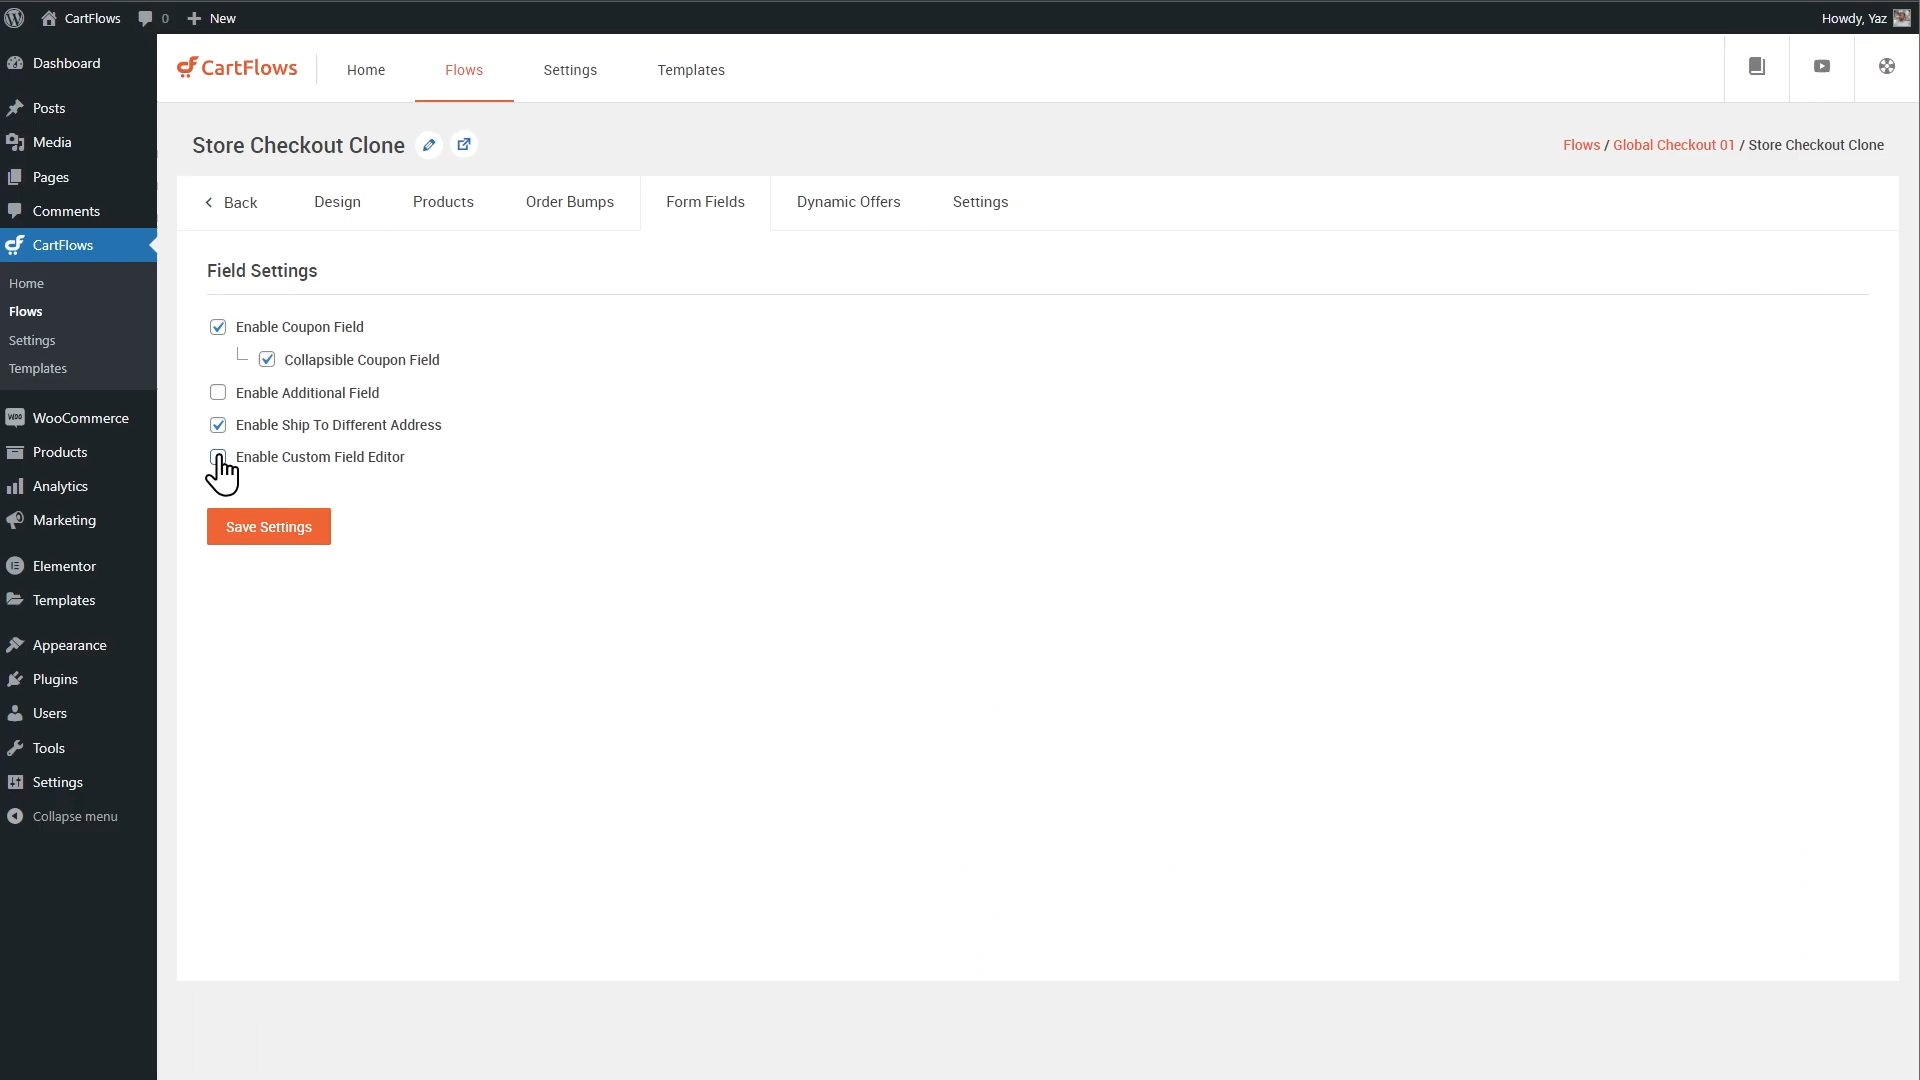 CartFlows 0 New Howdy, Yaz
Dashboard
Posts
Media
Pages
Comments
CartFlows
Home
Flows
Settings
Templates
WooCommerce
Products
Analytics
Marketing
Elementor
Templates
Appearance
Plugins
Users
Tools
Settings
Collapse menu
CartFlows Home Flows Settings Templates
Store Checkout Clone Flows / Global Checkout 01 / Store Checkout Clone
Back Design Products Order Bumps Form Fields Dynamic Offers Settings
Field Settings
Enable Coupon Field
Collapsible Coupon Field
Enable Additional Field
Enable Ship To Different Address
Enable Custom Field Editor
Save Settings